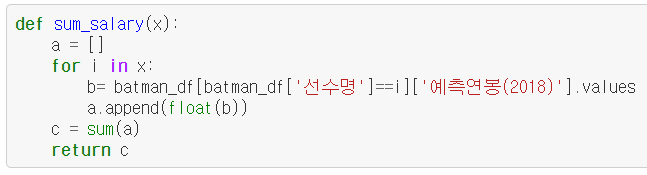 def sum_salary(x):
    a = []
    for i in x:
        b= batman_df[batman_df['선수명']==i]['예측연봉(2018)'].values
        a.append(float(b))
    c = sum(a)
    return c